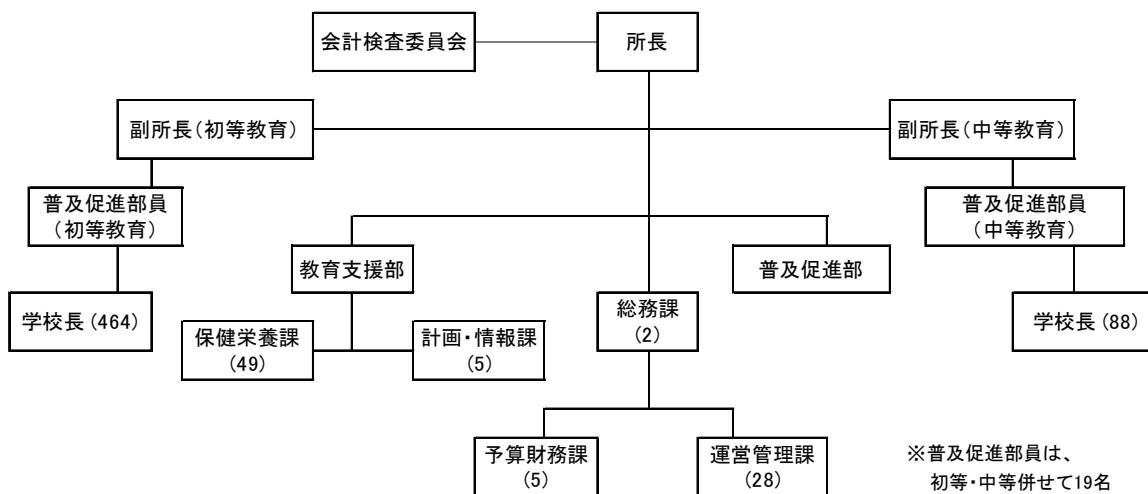 会計検査委員会
所長
副所長(初等教育)
副所長(中等教育)
普及促進部員
(初等教育)
普及促進部員
(中等教育)
教育支援部
普及促進部
学校長(464)
総務課
(2)
学校長(88)
保健栄養課
(49)
計画・情報課
(5)
予算財務課
(5)
運営管理課
(28)
※普及促進部員は、
初等・中等併せて19名